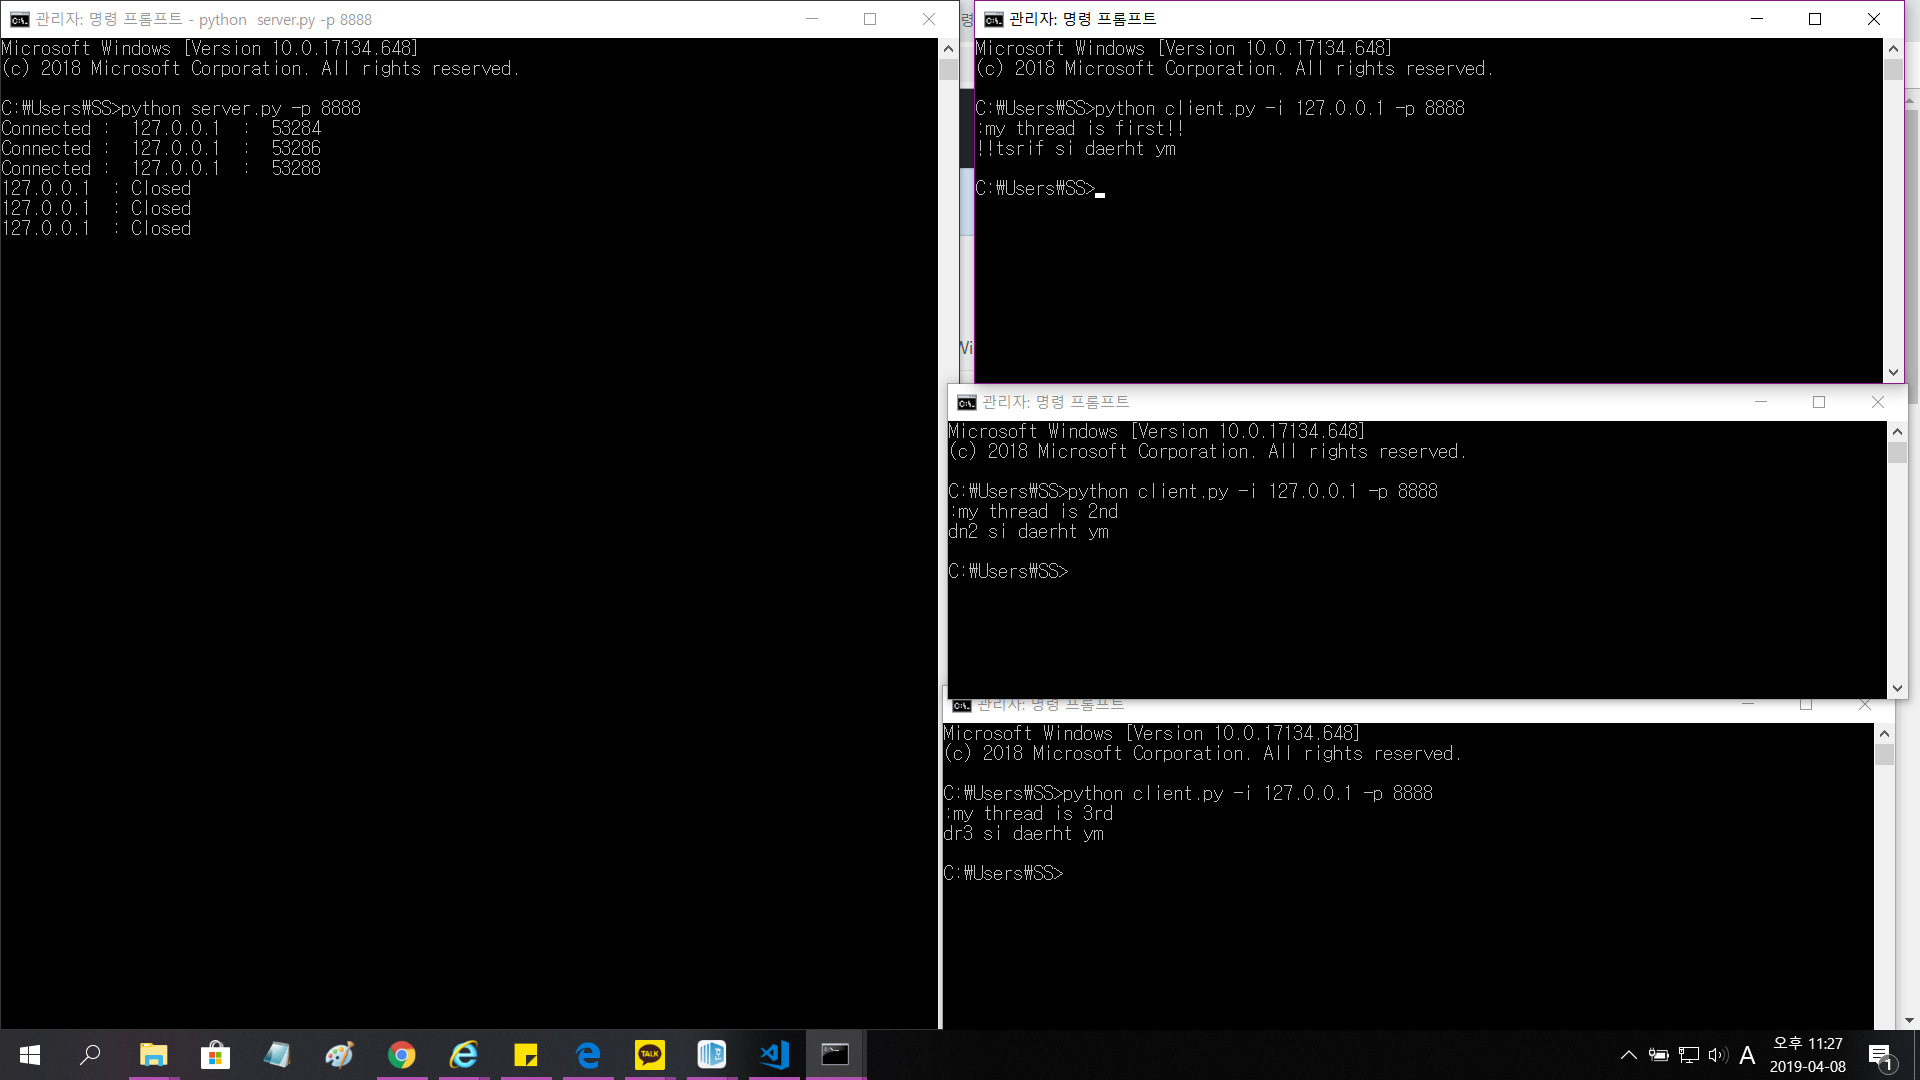 관리자: 명령 프롬프트 - python  server.py -p 8888
Microsoft Windows [Version 10.0.17134.648]
(c) 2018 Microsoft Corporation. All rights reserved.
C:₩Users₩SS>python server.py -p 8888
Connected :  127.0.0.1  :  53284
Connected :  127.0.0.1  :  53286
Connected :  127.0.0.1  :  53288
127.0.0.1  : Closed
127.0.0.1  : Closed
127.0.0.1  : Closed
관리자: 명령 프롬프트
Microsoft Windows [Version 10.0.17134.648]
(c) 2018 Microsoft Corporation. All rights reserved.
C:₩Users₩SS>python client.py -i 127.0.0.1 -p 8888
:my thread is first!!
!!tsrif si daerht ym
C:₩Users₩SS>
관리자: 명령 프롬프트
Microsoft Windows [Version 10.0.17134.648]
(c) 2018 Microsoft Corporation. All rights reserved.
C:₩Users₩SS>python client.py -i 127.0.0.1 -p 8888
:my thread is 2nd
dn2 si daerht ym
C:₩Users₩SS>
관리자: 명령 프롬프트
Microsoft Windows [Version 10.0.17134.648]
(c) 2018 Microsoft Corporation. All rights reserved.
C:₩Users₩SS>python client.py -i 127.0.0.1 -p 8888
:my thread is 3rd
dr3 si daerht ym
C:₩Users₩SS>
TALK
A
오후 11:27
2019-04-08
1